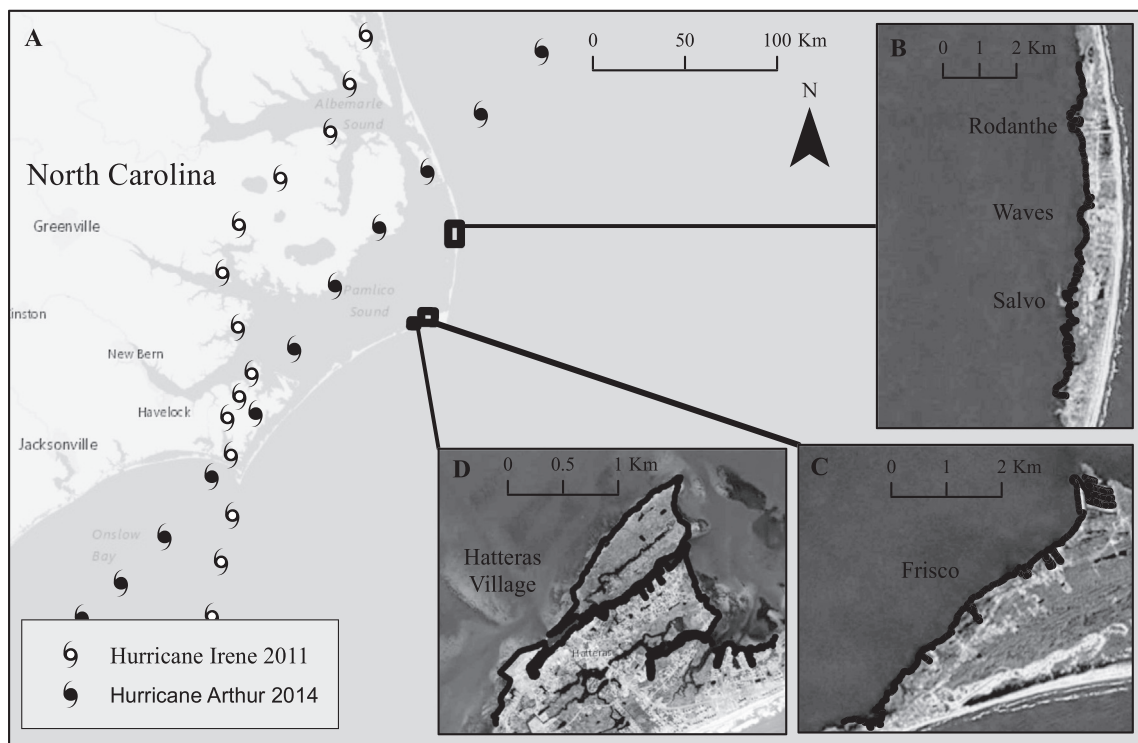 A
0 50 100 Km
N
Albemarle
Sound
North Carolina
Greenville
Pamlico
Sound
inston
New Bern
Havelock
Jacksonville
Onslow
Bay
Hurricane Irene 2011
Hurricane Arthur 2014
B
0 1 2 Km
Rodanthe
Waves
Salvo
D
0 0.5 1 Km
Hatteras
Village
Hatteras
C
0 1 2 Km
Frisco